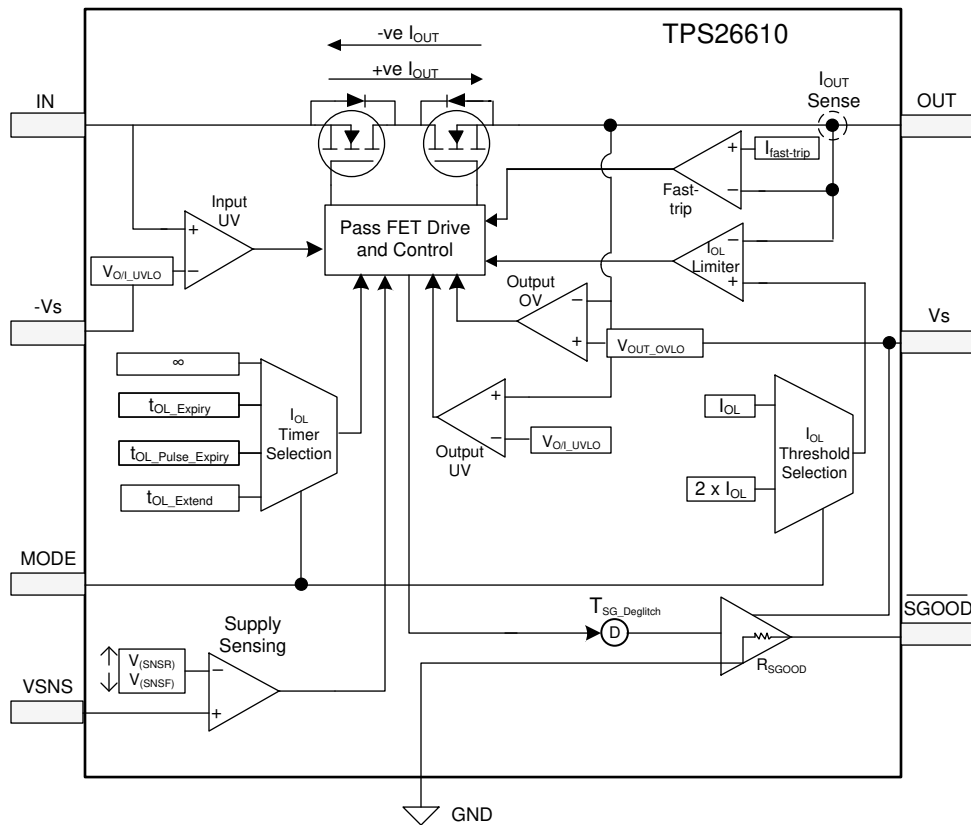 TPS26610
-ve IOUT
+ve IOUT
IOUT
Sense
IN
OUT
Ifast-trip
+
−
Fast-
trip
Input
UV
+
−
VO/I_UVLO
Pass FET Drive
and Control
−
IOL
Limiter
+
-Vs
Vs
Output
OV
−
+
VOUT_OVLO
∞
tOL_Expiry
tOL_Pulse_Expiry
tOL_Extend
IOL
Timer
Selection
+
−
VO/I_UVLO
Output
UV
IOL
2 x IOL
IOL
Threshold
Selection
MODE
SGOOD
TSG_Deglitch
D
RSGOOD
Supply
Sensing
V(SNSR)
V(SNSF)
−
+
VSNS
GND